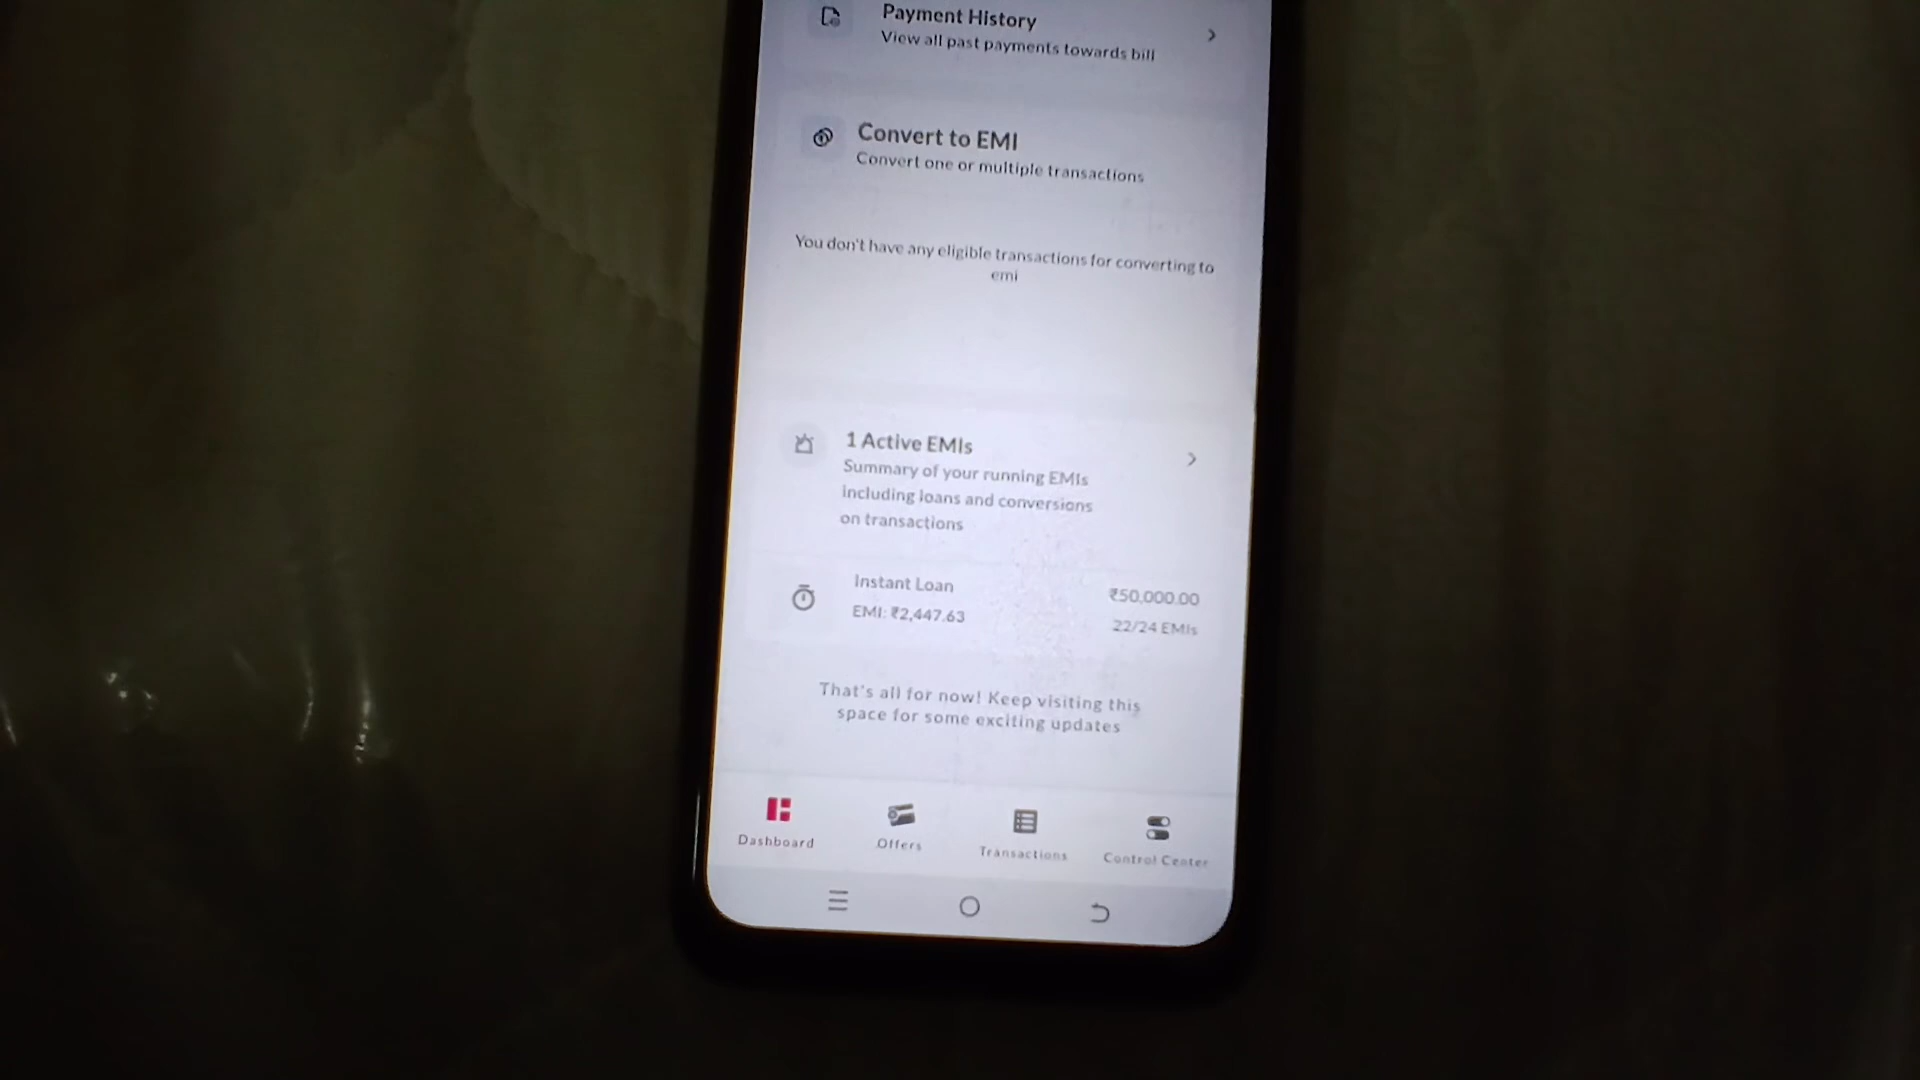 Payment History
View all past payments towards bill
Convert to EMI
Convert one or multiple transactions
You don't have any eligible transactions for converting to
emi
1 Active EMIs
Summary of your running EMIs
including loans and conversions
on transactions
Instant Loan
₹50,000.00
EMI: ₹2,447.63
22/24 EMIs
That's all for now! Keep visiting this
space for some exciting updates
Dashboard
Offers
Transactions
Control Center